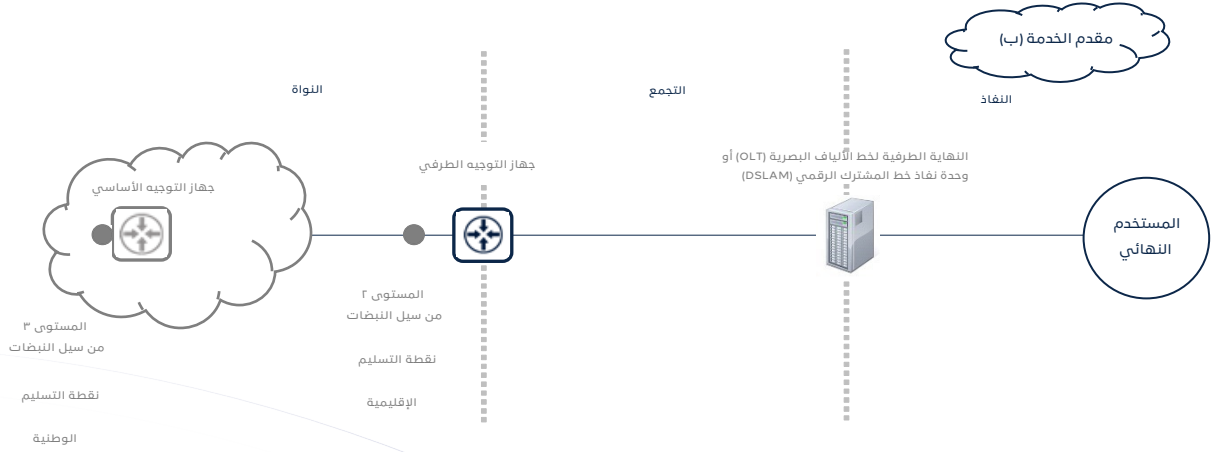 مقدم الخدمة (ب)
النفاذ
التجمع
النواة
النهاية الطرفية لخط الألياف البصرية (OLT) أو
وحدة نفاذ خط المشترك الرقمي (DSLAM)
جهاز التوجيه الطرفي
جهاز التوجيه الأساسي
المستخدم
النهائي
المستوى ٢
من سيل النبضات
نقطة التسليم
الإقليمية
المستوى ٣
من سيل النبضات
نقطة التسليم
الوطنية